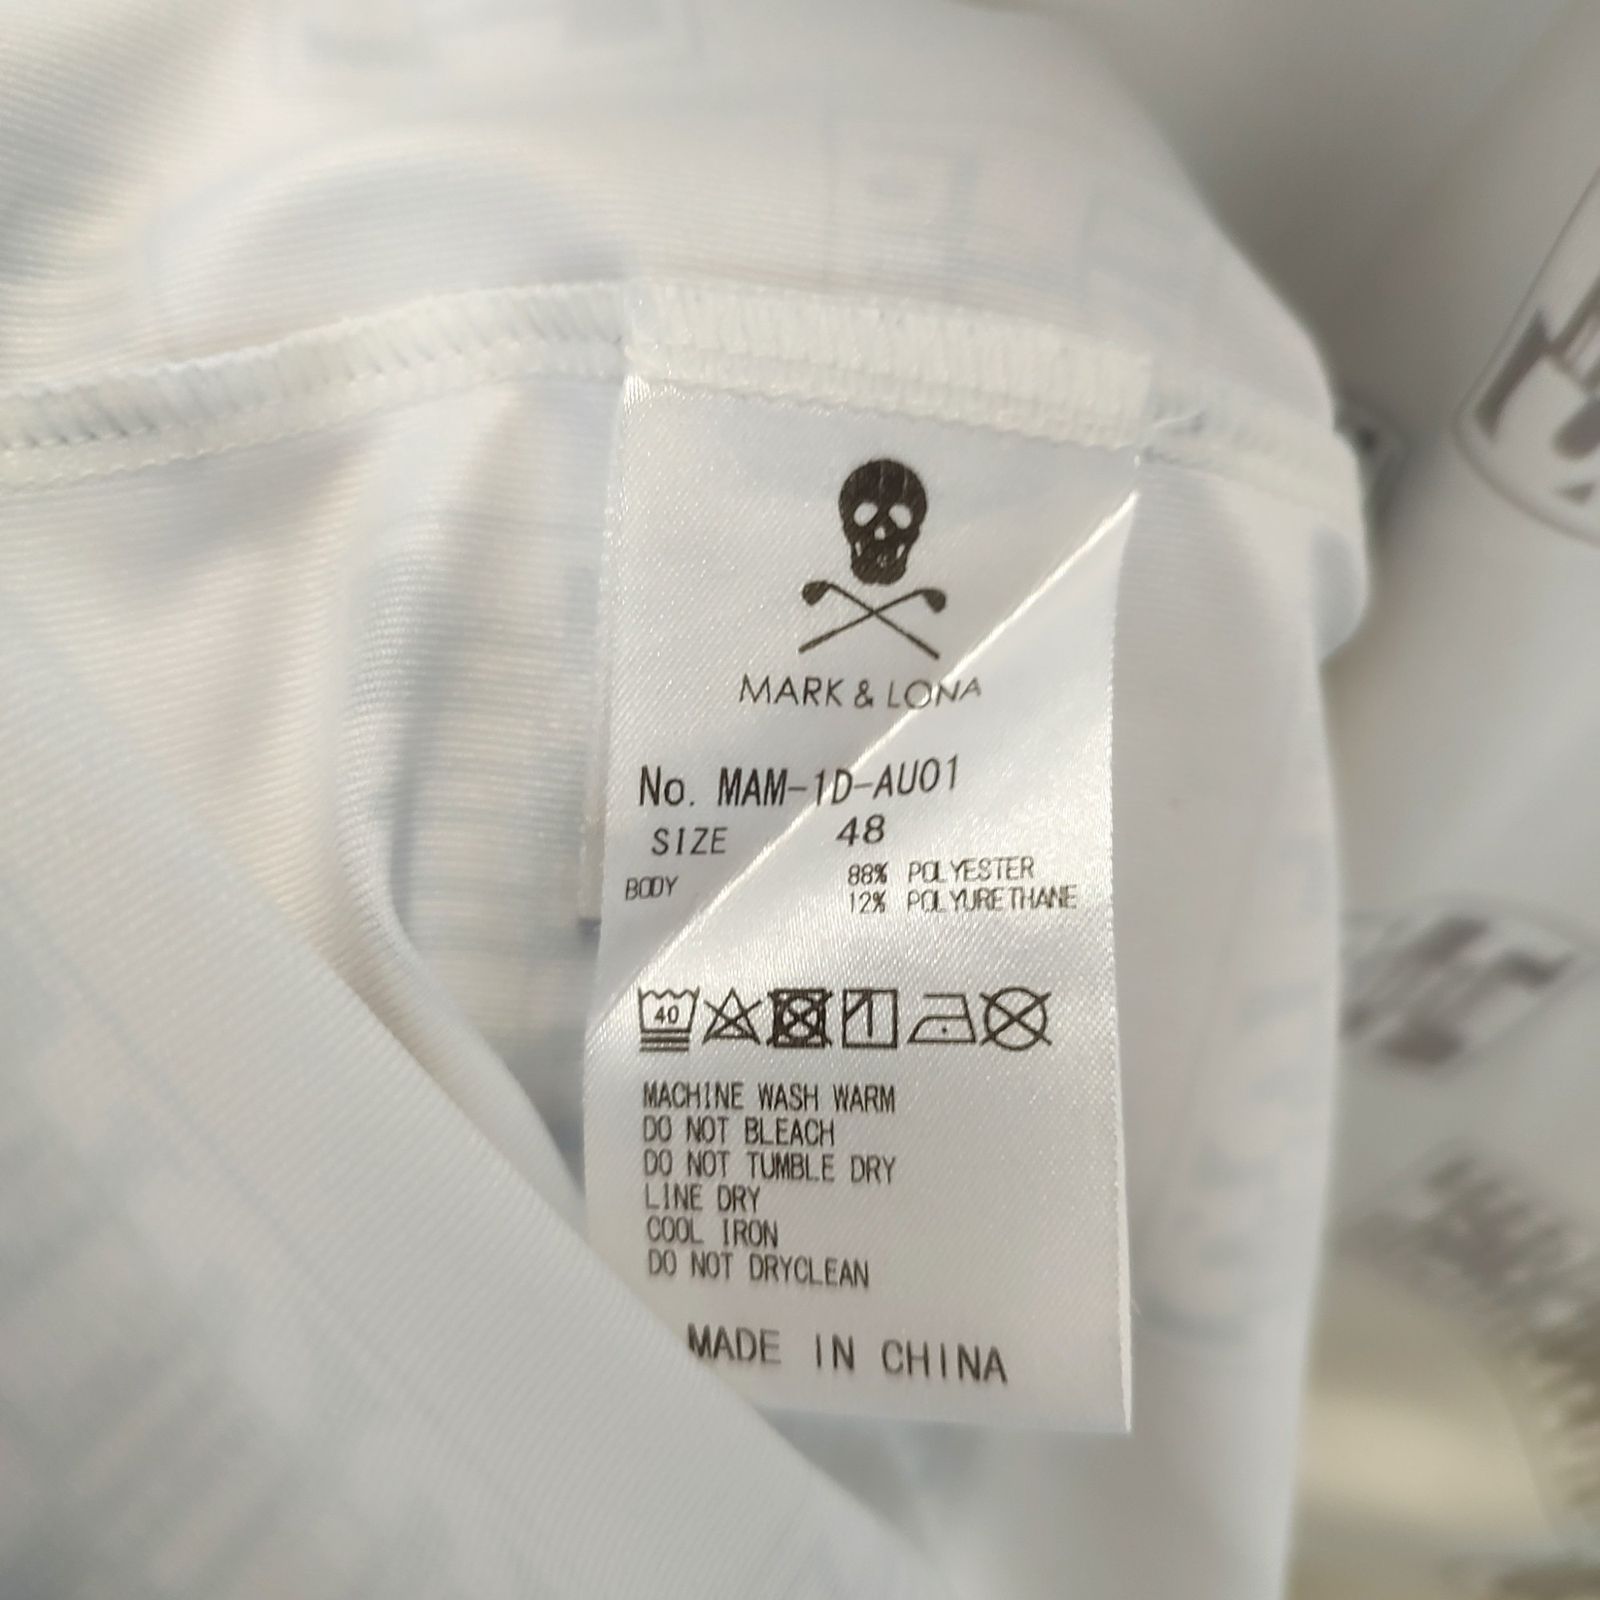 MARK & LONA
No. MAM-1D-AU01
SIZE 48
BODY 88% POLYESTER
12% POLYURETHANE
40
MACHINE WASH WARM
DO NOT BLEACH
DO NOT TUMBLE DRY
LINE DRY
COOL IRON
DO NOT DRYCLEAN
MADE IN CHINA